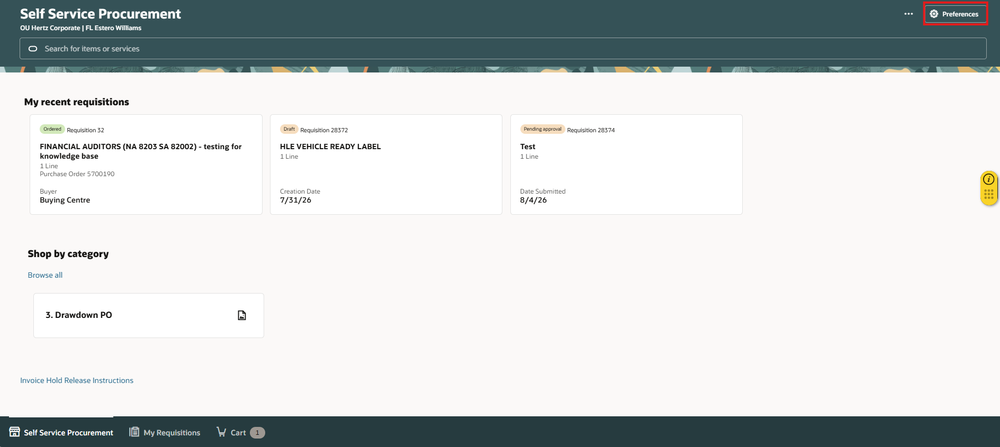 Self Service Procurement
OU Hertz Corporate | FL Estero Williams
Preferences
Search for items or services
My recent requisitions
Ordered Requisition 32
FINANCIAL AUDITORS (NA 8203 SA 82002) - testing for
knowledge base
1 Line
Purchase Order 5700190
Buyer
Buying Centre
Draft Requisition 28372
HLE VEHICLE READY LABEL
1 Line
Creation Date
7/31/26
Pending approval Requisition 28374
Test
1 Line
Date Submitted
8/4/26
i
Shop by category
Browse all
3. Drawdown PO
Invoice Hold Release Instructions
Self Service Procurement
My Requisitions
Cart 1